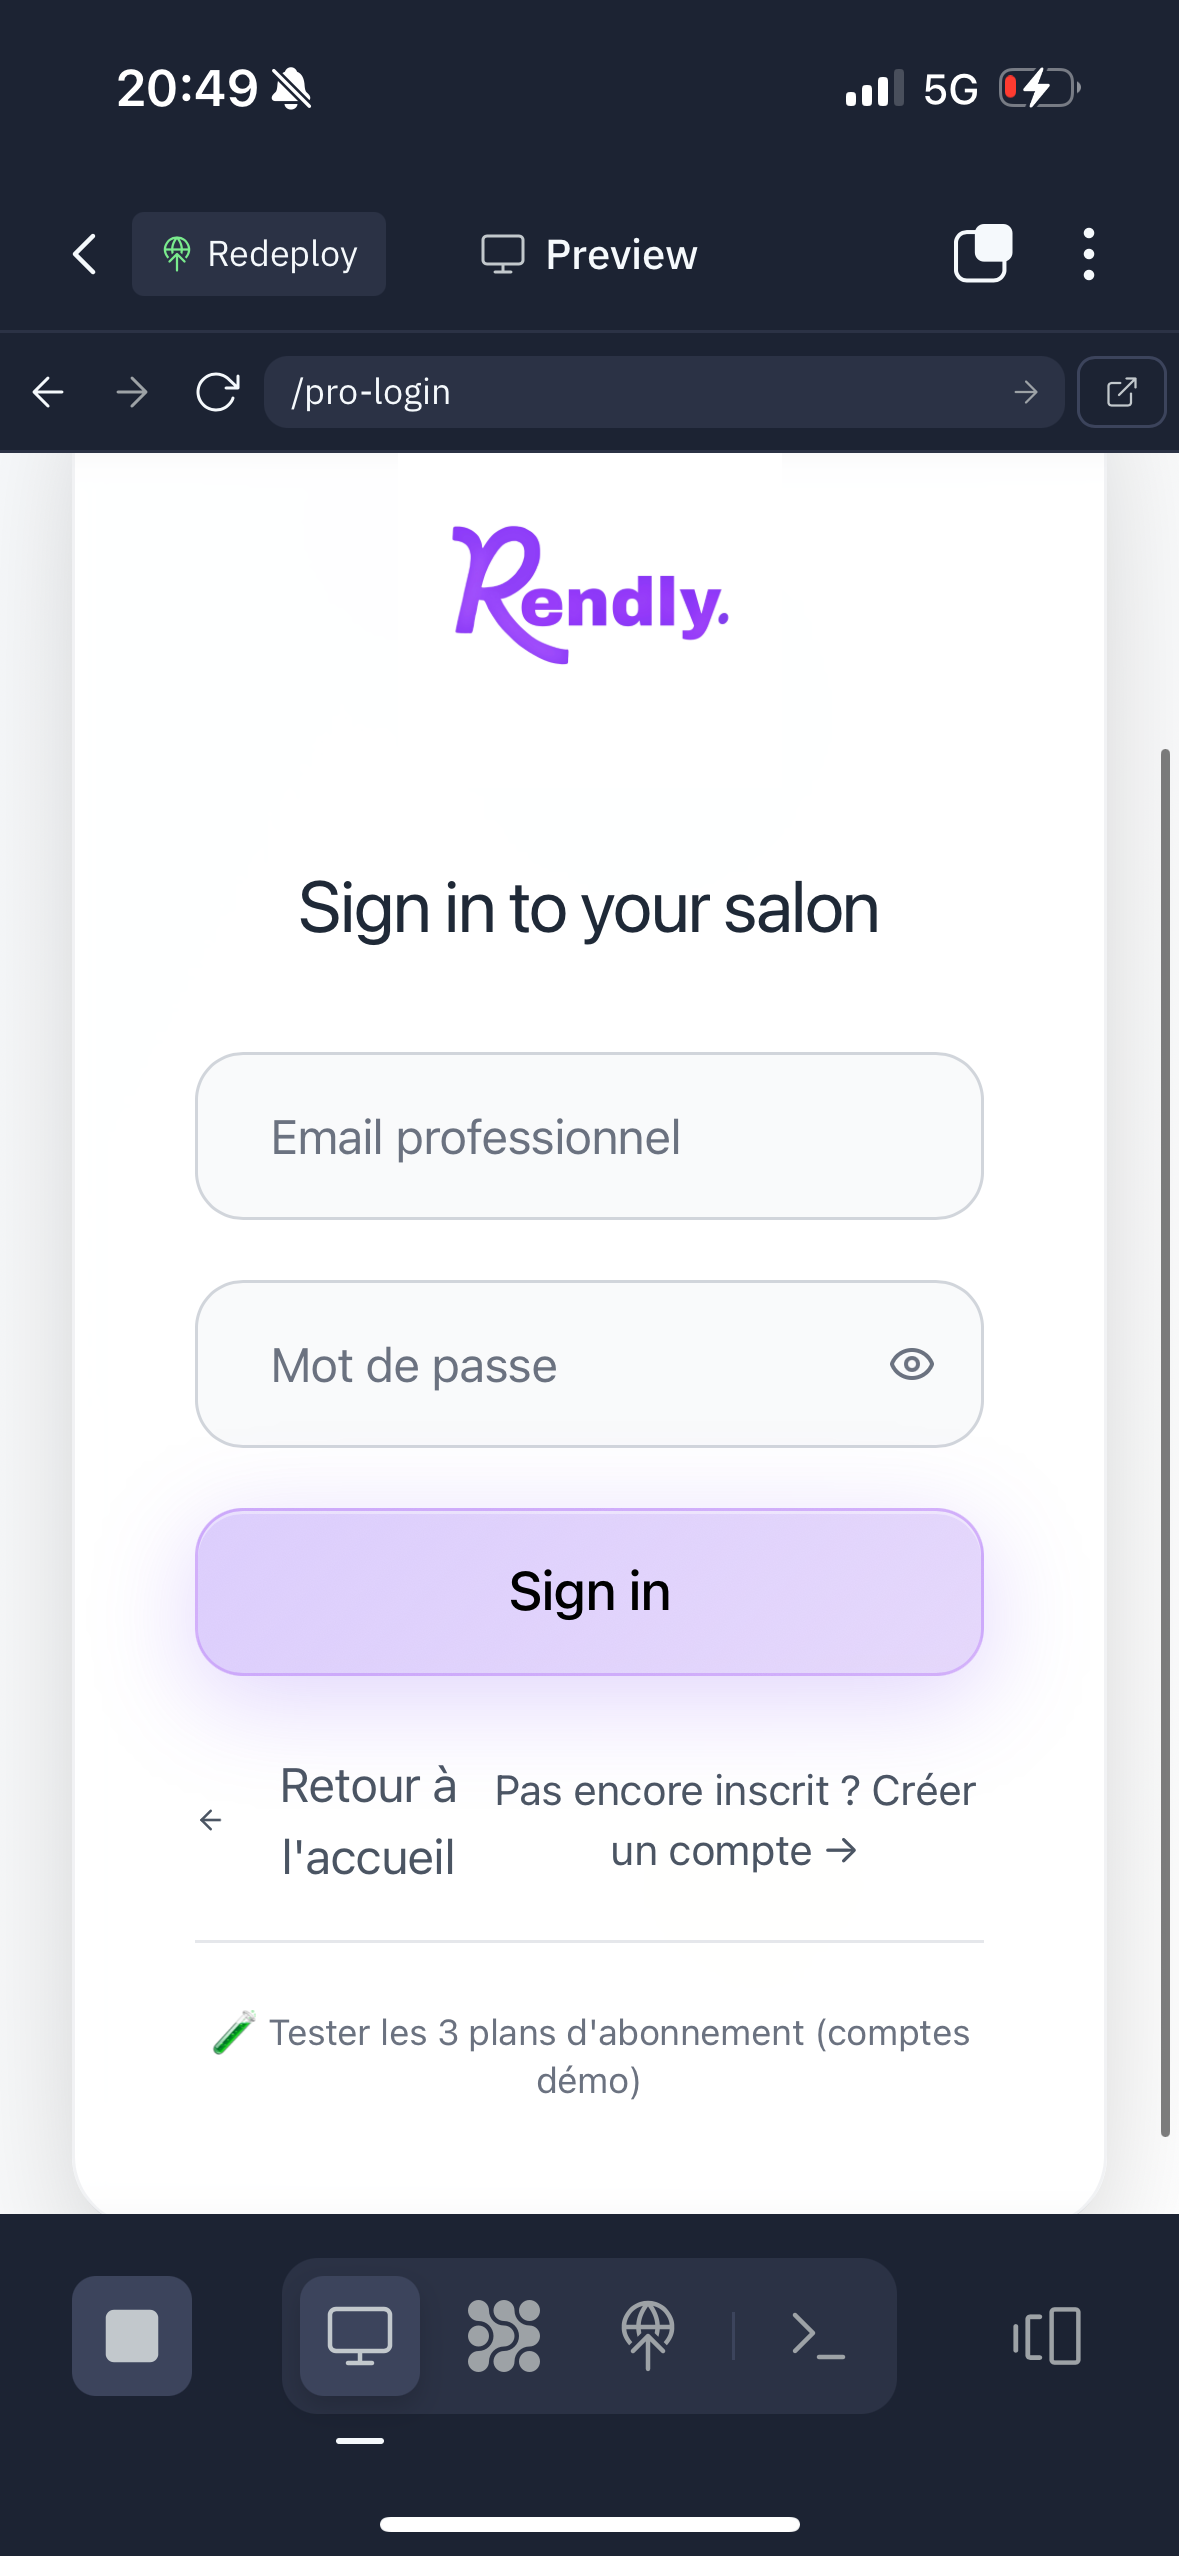 20:49
5G
Redeploy
Preview
/pro-login
Rendly.
Sign in to your salon
Email professionnel
Mot de passe
Sign in
Retour à
l'accueil
Pas encore inscrit ? Créer
un compte →
Tester les 3 plans d'abonnement (comptes
démo)